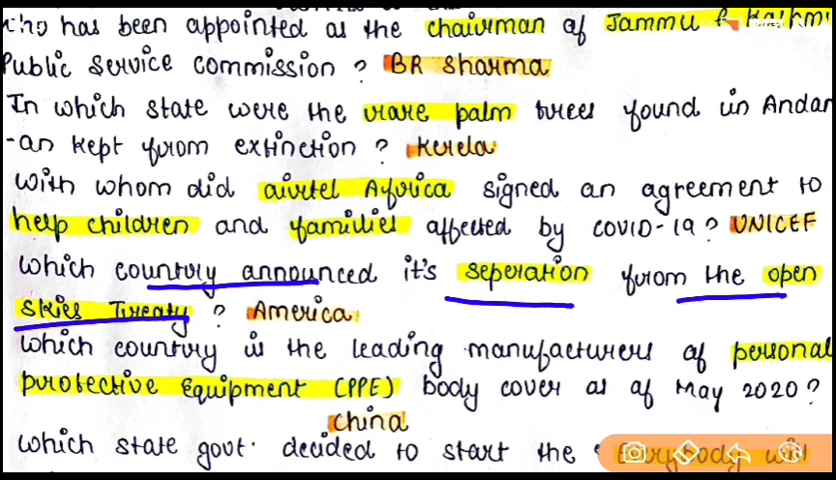 who has been appointed as the chairman of Jammu & Kashmi
Public Service Commission ? BR Sharma
In which state were the rare palm trees found in Andam
-an kept from extinction ? Kerela
With whom did airtel Africa signed an agreement to
help children and families affected by COVID-19 ? UNICEF
Which country announced it's seperation from the open
skies Treaty ? America
Which country is the leading manufacturers of personal
protective Equipment (PPE) body cover as of May 2020 ?
China
Which state govt. decided to start the " Everybody will